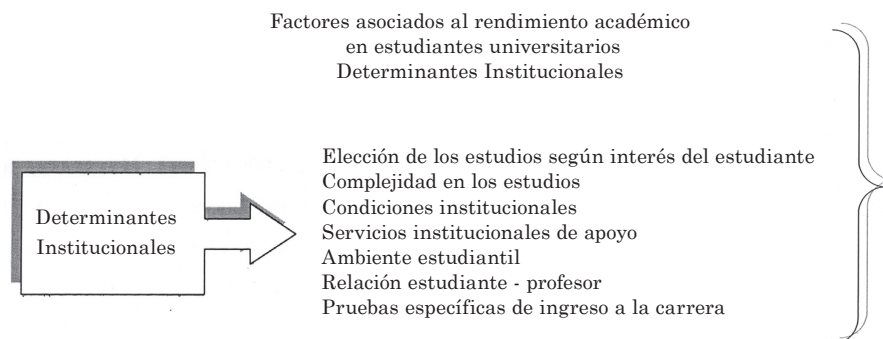 Factores asociados al rendimiento académico
en estudiantes universitarios
Determinantes Institucionales
Determinantes
Institucionales
Elección de los estudios según interés del estudiante
Complejidad en los estudios
Condiciones institucionales
Servicios institucionales de apoyo
Ambiente estudiantil
Relación estudiante - profesor
Pruebas específicas de ingreso a la carrera